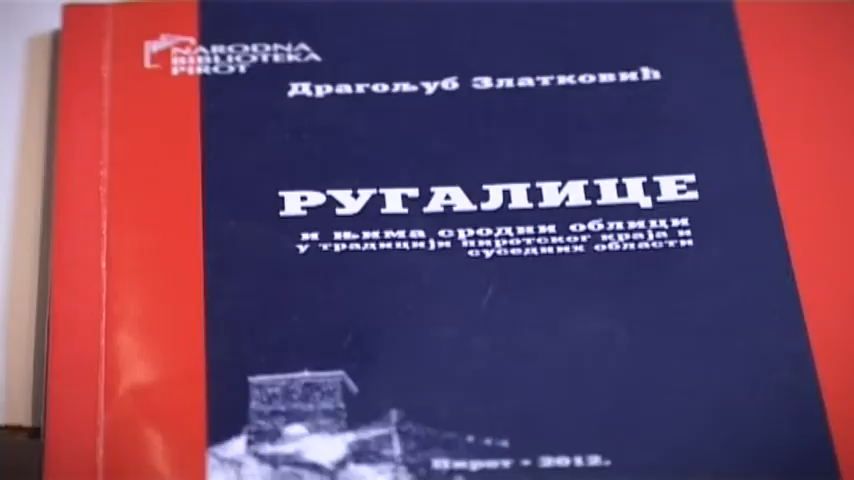 NARODNA
BIBLIOTEKA
PIROT
Драгољуб Златковић
РУГАЛИЦЕ
и њима сродни облици
у традицији пиротског краја и
суседних области
Пирот • 2012.